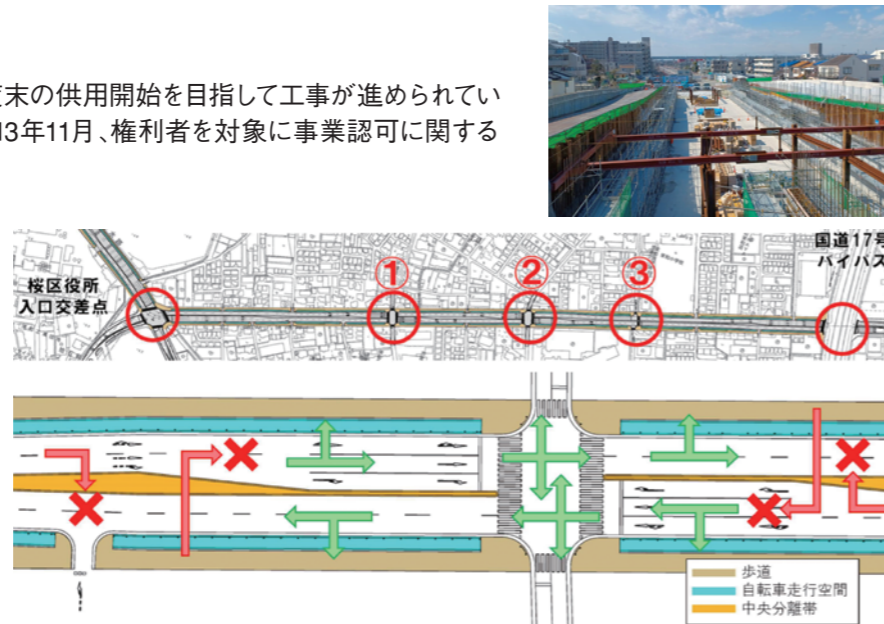 度末の供用開始を目指して工事が進められてい
13年11月、権利者を対象に事業認可に関する
国道17号
バイパス
桜区役所
入口交差点
①
②
③
歩道
自転車走行空間
中央分離帯